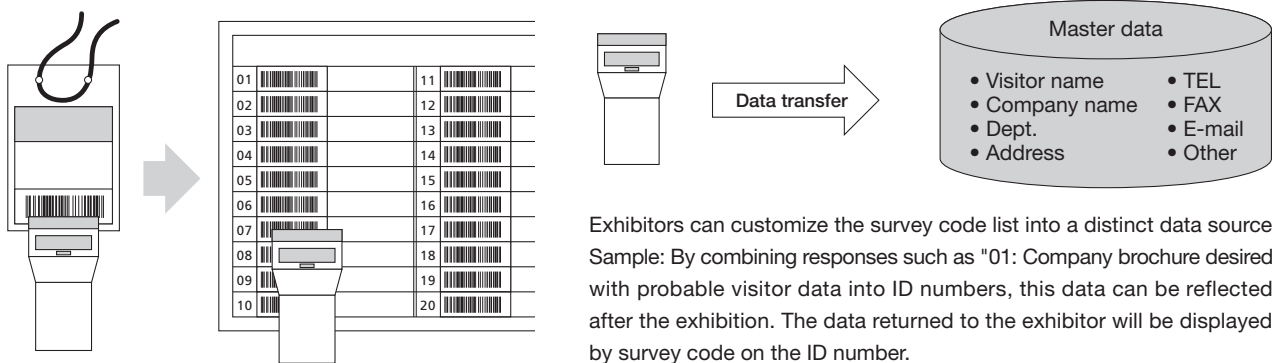 01
02
03
04
05
06
07
08
09
10
11
12
13
14
15
16
17
18
19
20
Data transfer
Master data
• Visitor name
• Company name
• Dept.
• Address
• TEL
• FAX
• E-mail
• Other
Exhibitors can customize the survey code list into a distinct data source
Sample: By combining responses such as "01: Company brochure desired
with probable visitor data into ID numbers, this data can be reflected
after the exhibition. The data returned to the exhibitor will be displayed
by survey code on the ID number.